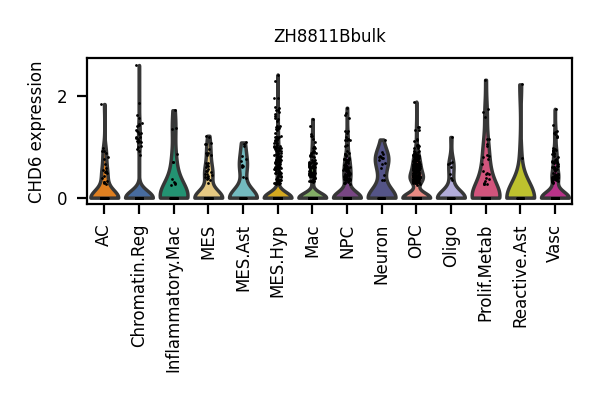 ZH8811Bbulk
CHD6 expression
2
0
AC
Chromatin.Reg
Inflammatory.Mac
MES
MES.Ast
MES.Hyp
Mac
NPC
Neuron
OPC
Oligo
Prolif.Metab
Reactive.Ast
Vasc